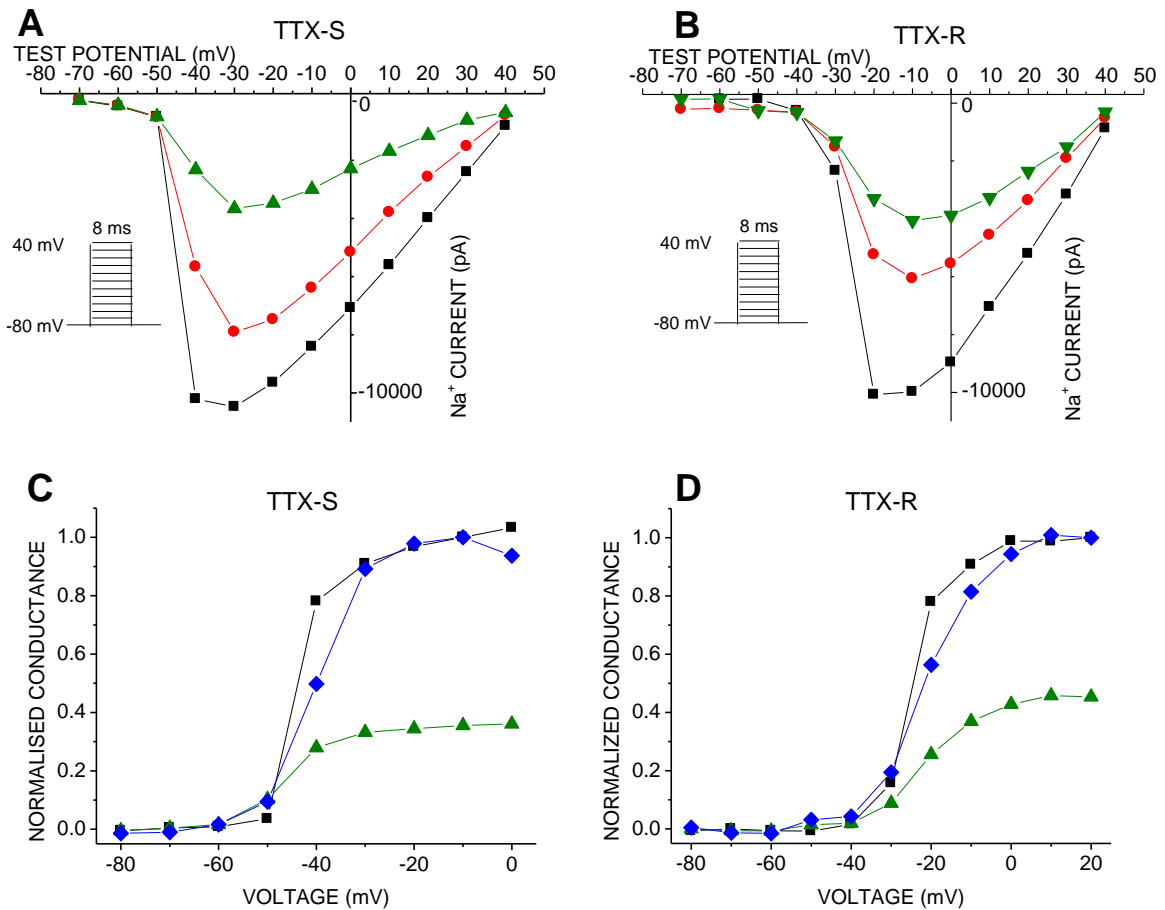 A
TTX-S
TEST POTENTIAL (mV)
-80 -70 -60 -50 -40 -30 -20 -10 0 10 20 30 40 50
0
-10000
Na+ CURRENT (pA)
8 ms
40 mV
-80 mV
B
TTX-R
TEST POTENTIAL (mV)
-80 -70 -60 -50 -40 -30 -20 -10 0 10 20 30 40 50
0
-10000
Na+ CURRENT (pA)
8 ms
40 mV
-80 mV
C
TTX-S
NORMALISED CONDUCTANCE
1.0
0.8
0.6
0.4
0.2
0.0
-80 -60 -40 -20 0
VOLTAGE (mV)
D
TTX-R
NORMALIZED CONDUCTANCE
1.0
0.8
0.6
0.4
0.2
0.0
-80 -60 -40 -20 0 20
VOLTAGE (mV)